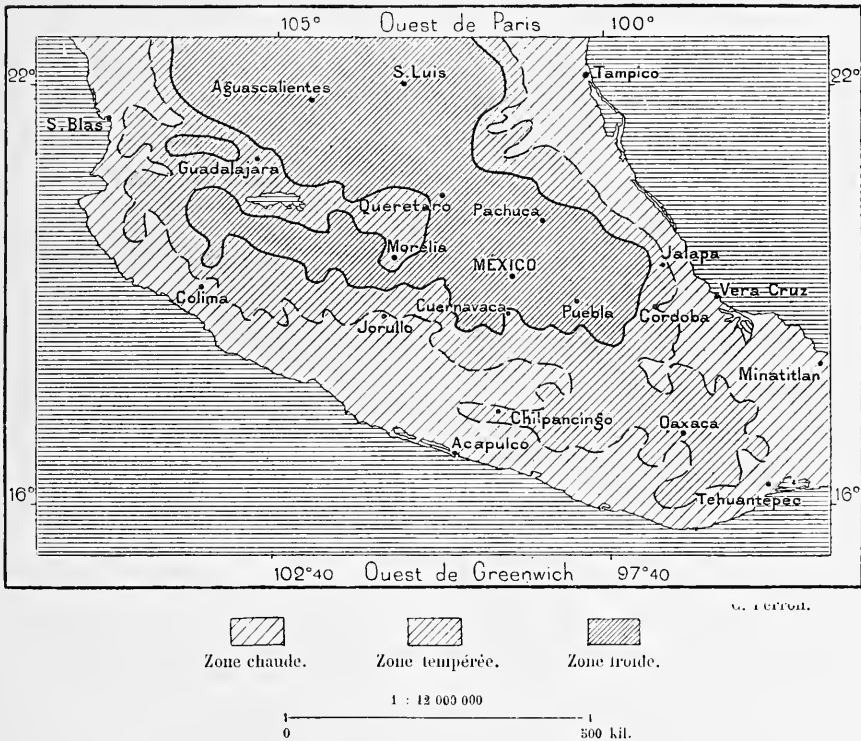 105° Ouest de Paris 100°
22° Aguascalientes S. Luis Tampico 22°
S. Blas
Guadalajara
Queretaro
Pachuca
Morelia MEXICO Jalapa
Colima Jorullo Cuernavaca Puebla Cordoba Vera Cruz
Minatitlan
Chilpancingo Oaxaca
Acapulco
16° Tehuantepec 16°
102°40 Ouest de Greenwich 97°40
C. Perron.
Zone chaude. Zone tempérée. Zone froide.
1 : 12 000 000
0 500 kil.